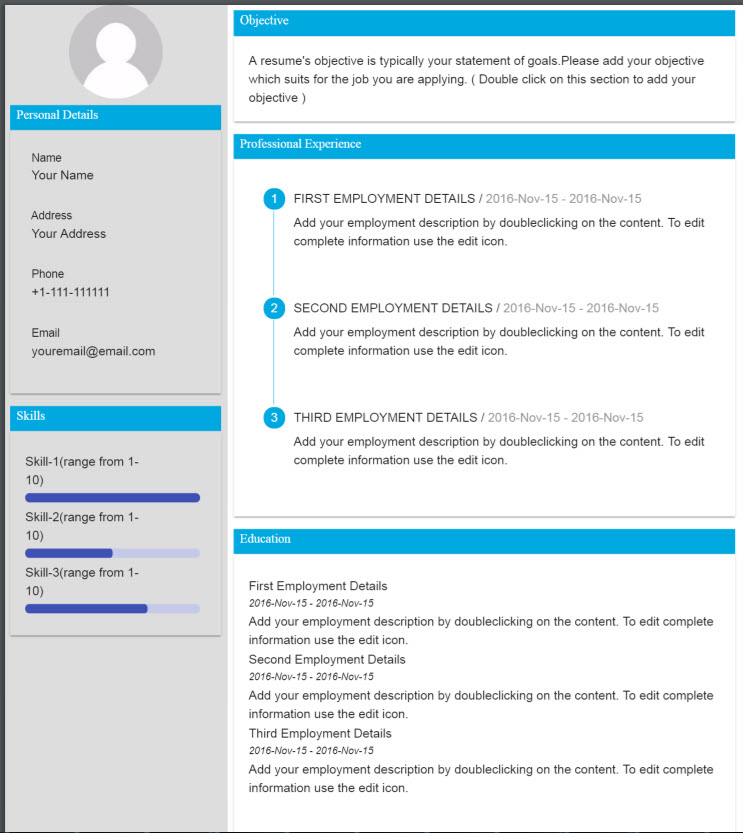 Personal Details
Name
Your Name
Address
Your Address
Phone
+1-111-111111
Email
youremail@email.com
Skills
Skill-1(range from 1-
10)
Skill-2(range from 1-
10)
Skill-3(range from 1-
10)
Objective
A resume's objective is typically your statement of goals.Please add your objective
which suits for the job you are applying. ( Double click on this section to add your
objective )
Professional Experience
1 FIRST EMPLOYMENT DETAILS / 2016-Nov-15 - 2016-Nov-15
Add your employment description by doubleclicking on the content. To edit
complete information use the edit icon.
2 SECOND EMPLOYMENT DETAILS / 2016-Nov-15 - 2016-Nov-15
Add your employment description by doubleclicking on the content. To edit
complete information use the edit icon.
3 THIRD EMPLOYMENT DETAILS / 2016-Nov-15 - 2016-Nov-15
Add your employment description by doubleclicking on the content. To edit
complete information use the edit icon.
Education
First Employment Details
2016-Nov-15 - 2016-Nov-15
Add your employment description by doubleclicking on the content. To edit complete
information use the edit icon.
Second Employment Details
2016-Nov-15 - 2016-Nov-15
Add your employment description by doubleclicking on the content. To edit complete
information use the edit icon.
Third Employment Details
2016-Nov-15 - 2016-Nov-15
Add your employment description by doubleclicking on the content. To edit complete
information use the edit icon.